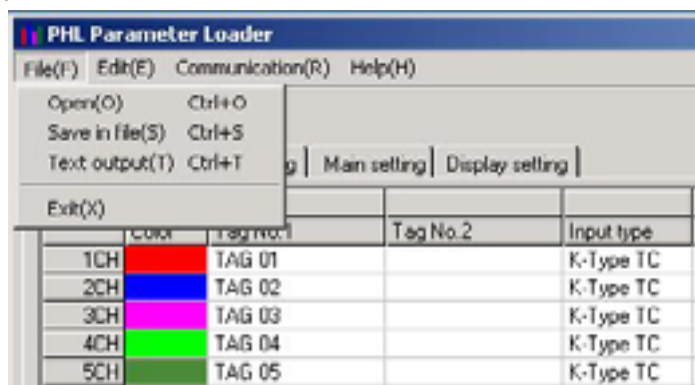 PHL Parameter Loader
File(F) Edit(E) Communication(R) Help(H)
Open(O) Ctrl+O
Save in file(S) Ctrl+S
Text output(T) Ctrl+T
Main setting Display setting
Exit(X)
Color Tag No.1 Tag No.2 Input type
1CH TAG 01 K-Type TC
2CH TAG 02 K-Type TC
3CH TAG 03 K-Type TC
4CH TAG 04 K-Type TC
5CH TAG 05 K-Type TC